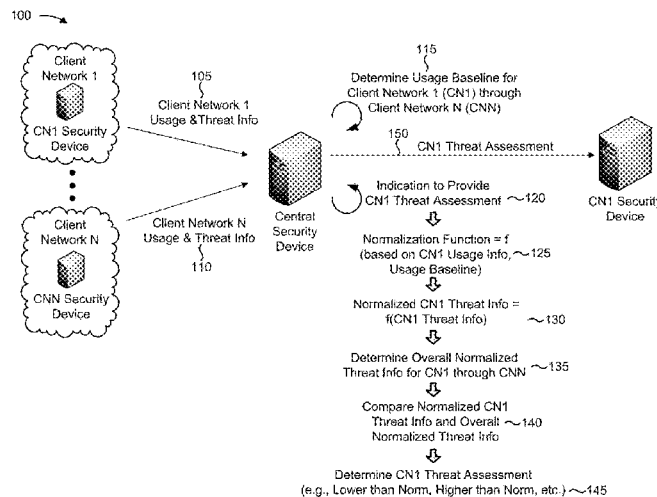 100
Client
Network 1
CN1 Security
Device
Client
Network N
CNN Security
Device
105
Client Network 1
Usage &Threat Info
Client Network N
Usage & Threat Info
110
Central
Security
Device
115
Determine Usage Baseline for
Client Network 1 (CN1) through
Client Network N (CNN)
150
CN1 Threat Assessment
CN1 Security
Device
Indication to Provide
CN1 Threat Assessment 120
Normalization Function = f
(based on CN1 Usage Info, 125
Usage Baseline)
Normalized CN1 Threat Info =
f(CN1 Threat Info) 130
Determine Overall Normalized
Threat Info for CN1 through CNN 135
Compare Normalized CN1
Threat Info and Overall 140
Normalized Threat Info
Determine CN1 Threat Assessment
(e.g., Lower than Norm, Higher than Norm, etc.) 145